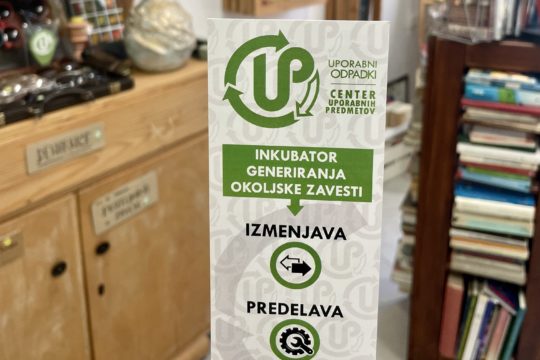 UP
UPORABNI
ODPADKI
CENTER
UPORABNIH
PREDMETOV
INKUBATOR
GENERIRANJA
OKOLJSKE ZAVESTI
IZMENJAVA
PREDELAVA